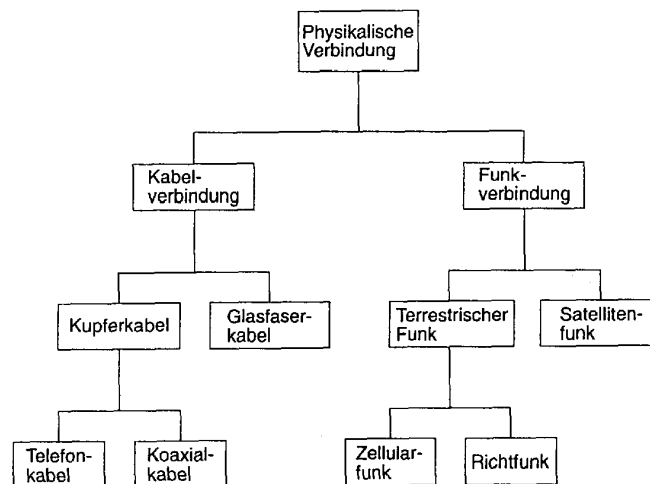 Physikalische
Verbindung
Kabel-
verbindung
Funk-
verbindung
Kupferkabel
Glasfaser-
kabel
Terrestrischer
Funk
Satelliten-
funk
Telefon-
kabel
Koaxial-
kabel
Zellular-
funk
Richtfunk